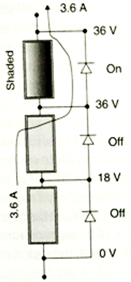 3.6 A
36 V
Shaded
On
36 V
Off
3.6 A
18 V
Off
0 V